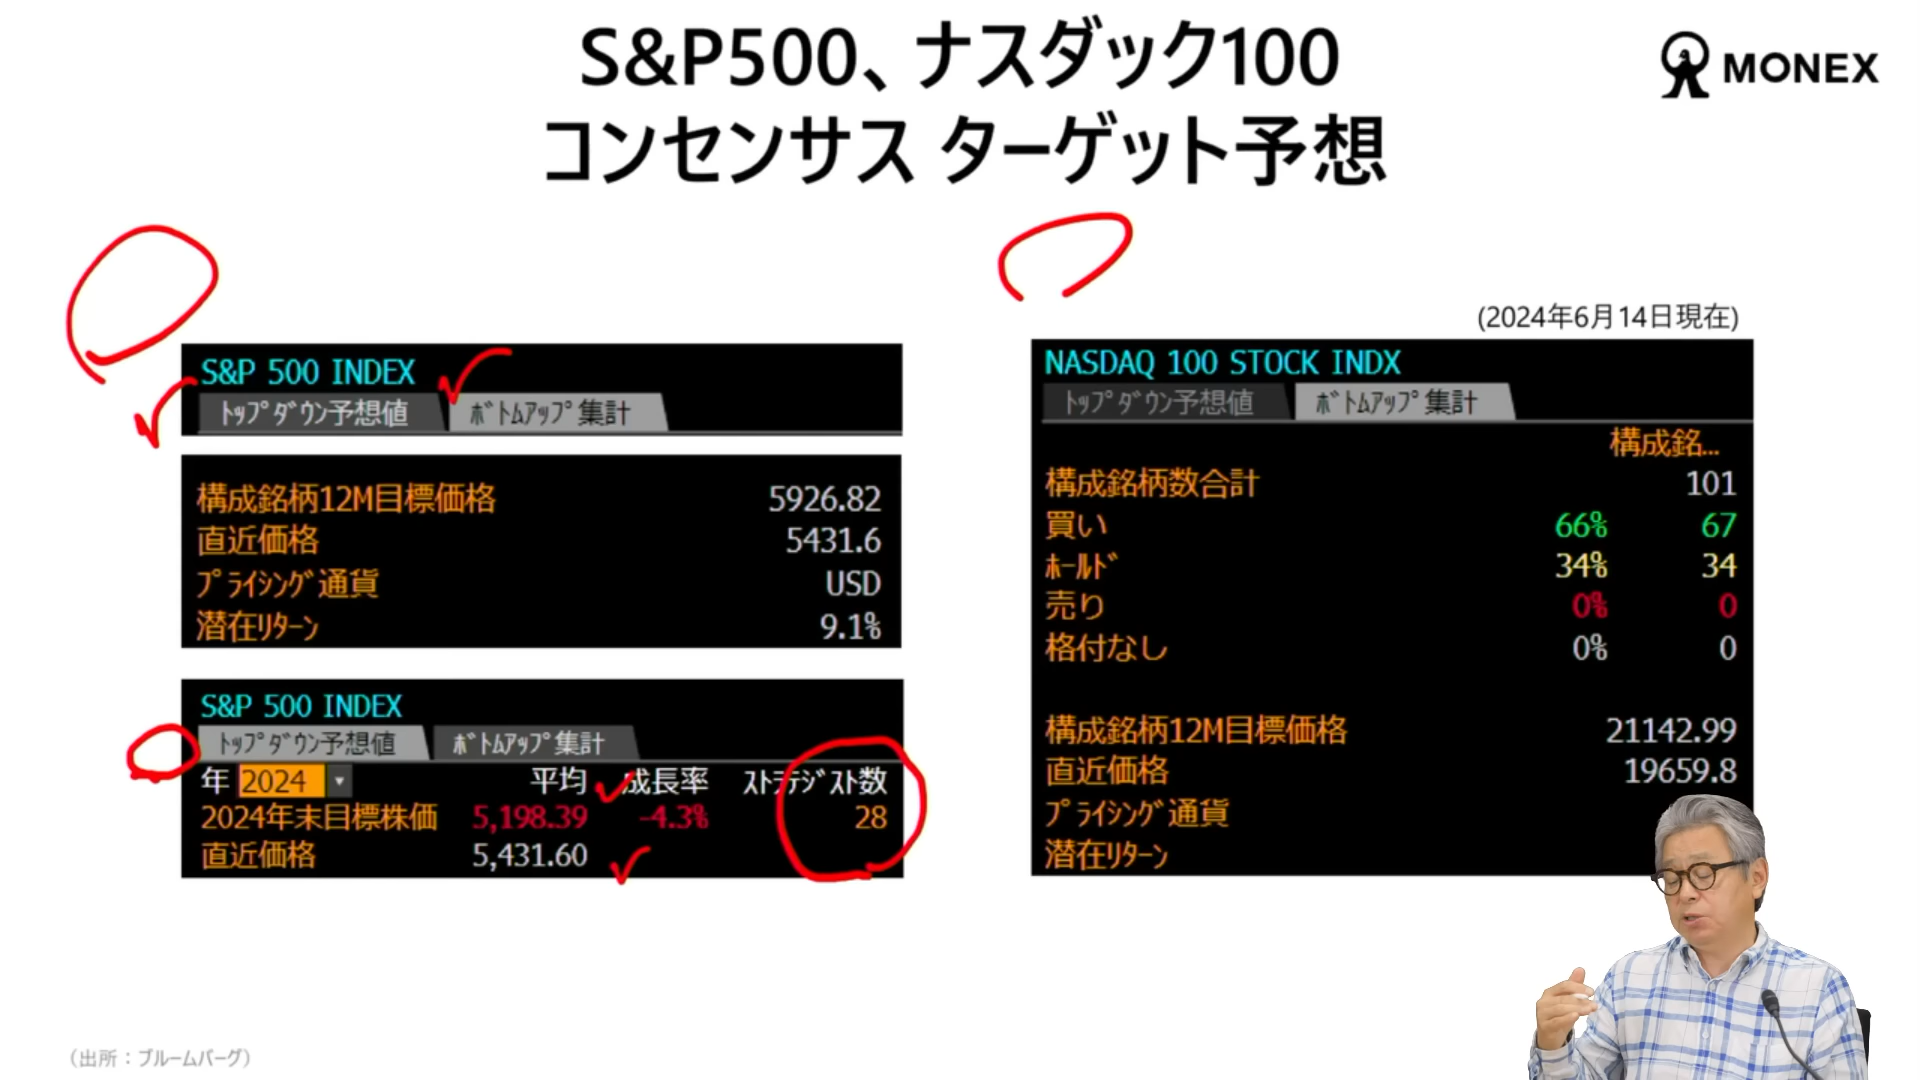 S&P500、ナスダック100
コンセンサス ターゲット予想
MONEX
S&P 500 INDEX
ﾄｯﾌﾟﾀﾞｳﾝ予想値 ﾎﾞﾄﾑｱｯﾌﾟ集計
構成銘柄12M目標価格 5926.82
直近価格 5431.6
ﾌﾟﾗｲｼﾝｸﾞ通貨 USD
潜在ﾘﾀｰﾝ 9.1%
S&P 500 INDEX
ﾄｯﾌﾟﾀﾞｳﾝ予想値 ﾎﾞﾄﾑｱｯﾌﾟ集計
年 2024 平均 成長率 ｽﾄﾗﾃｼﾞｽﾄ数
2024年末目標株価 5,198.39 -4.3% 28
直近価格 5,431.60
(2024年6月14日現在)
NASDAQ 100 STOCK INDX
ﾄｯﾌﾟﾀﾞｳﾝ予想値 ﾎﾞﾄﾑｱｯﾌﾟ集計
構成銘...
構成銘柄数合計 101
買い 66% 67
ﾎｰﾙﾄﾞ 34% 34
売り 0% 0
格付なし 0% 0
構成銘柄12M目標価格 21142.99
直近価格 19659.8
ﾌﾟﾗｲｼﾝｸﾞ通貨
潜在ﾘﾀｰﾝ
（出所：ブルームバーグ）